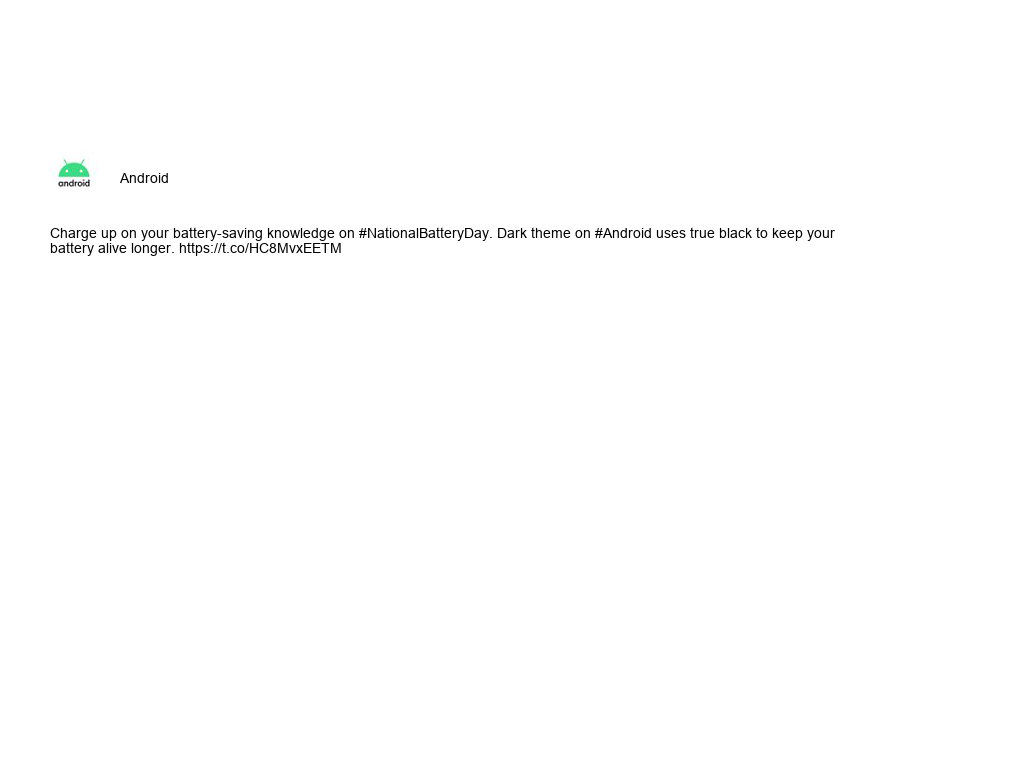 android
Android
Charge up on your battery-saving knowledge on #NationalBatteryDay. Dark theme on #Android uses true black to keep your
battery alive longer. https://t.co/HC8MvxEETM